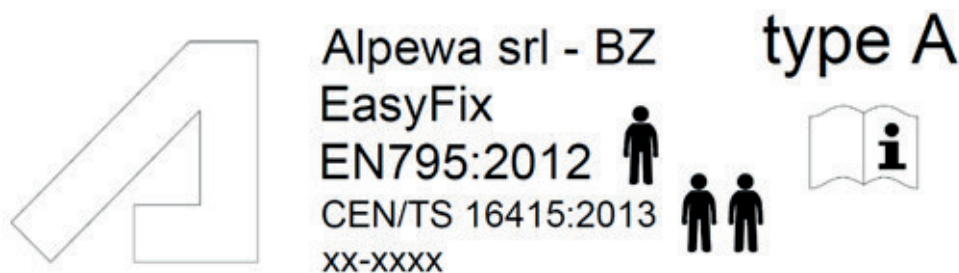 Alpewa srl - BZ
type A
EasyFix
EN795:2012
CEN/TS 16415:2013
xx-xxxx